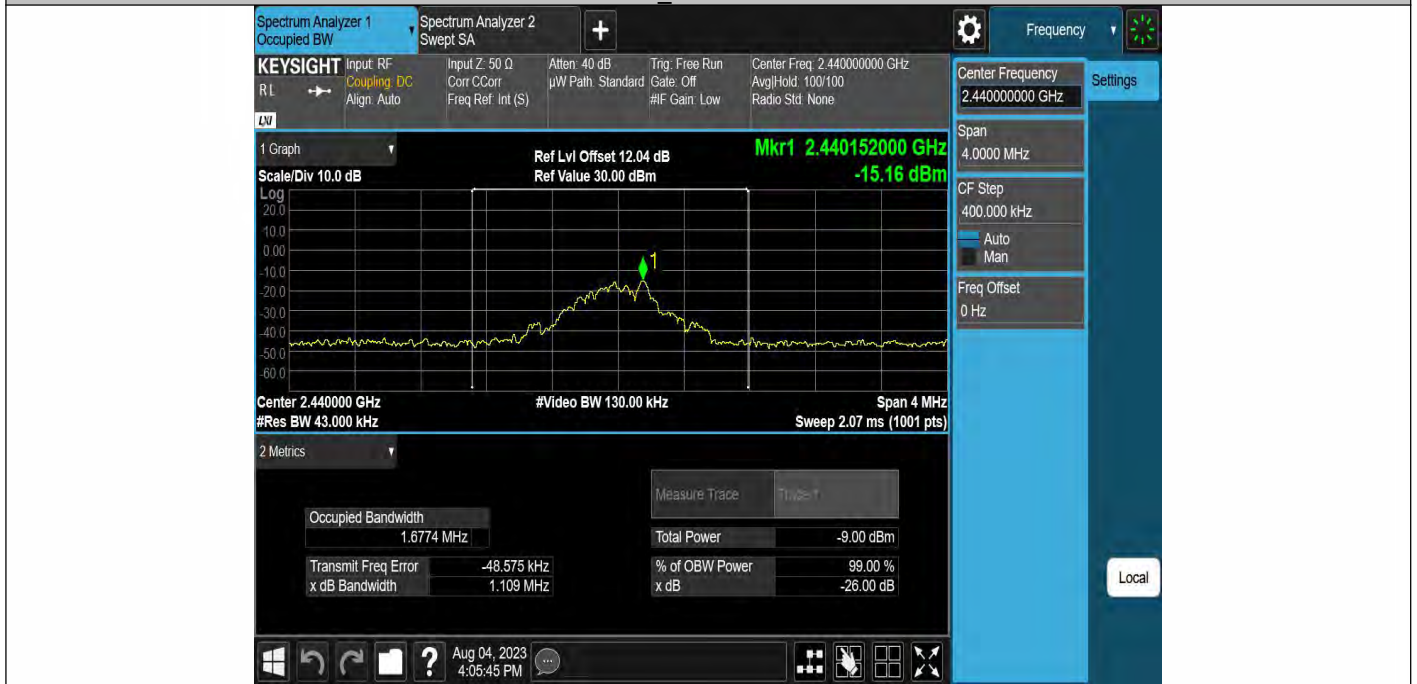 Spectrum Analyzer 1
Occupied BW
Spectrum Analyzer 2
Swept SA
+
Frequency
KEYSIGHT
RL
LXI
Input: RF
Coupling: DC
Align: Auto
Input Z: 50 Ω
Corr CCorr
Freq Ref: Int (S)
Atten: 40 dB
µW Path: Standard
Trig: Free Run
Gate: Off
#IF Gain: Low
Center Freq: 2.440000000 GHz
Avg|Hold: 100/100
Radio Std: None
Center Frequency
2.440000000 GHz
Settings
Span
4.0000 MHz
CF Step
400.000 kHz
Auto
Man
Freq Offset
0 Hz
Local
1 Graph
Scale/Div 10.0 dB
Ref Lvl Offset 12.04 dB
Ref Value 30.00 dBm
Mkr1 2.440152000 GHz
-15.16 dBm
Log
20.0
10.0
0.00
-10.0
-20.0
-30.0
-40.0
-50.0
-60.0
1
Center 2.440000 GHz
#Video BW 130.00 kHz
Span 4 MHz
#Res BW 43.000 kHz
Sweep 2.07 ms (1001 pts)
2 Metrics
Measure Trace
Trace 1
Occupied Bandwidth
1.6774 MHz
Total Power -9.00 dBm
Transmit Freq Error -48.575 kHz
% of OBW Power 99.00 %
x dB Bandwidth 1.109 MHz
x dB -26.00 dB
?
Aug 04, 2023
4:05:45 PM